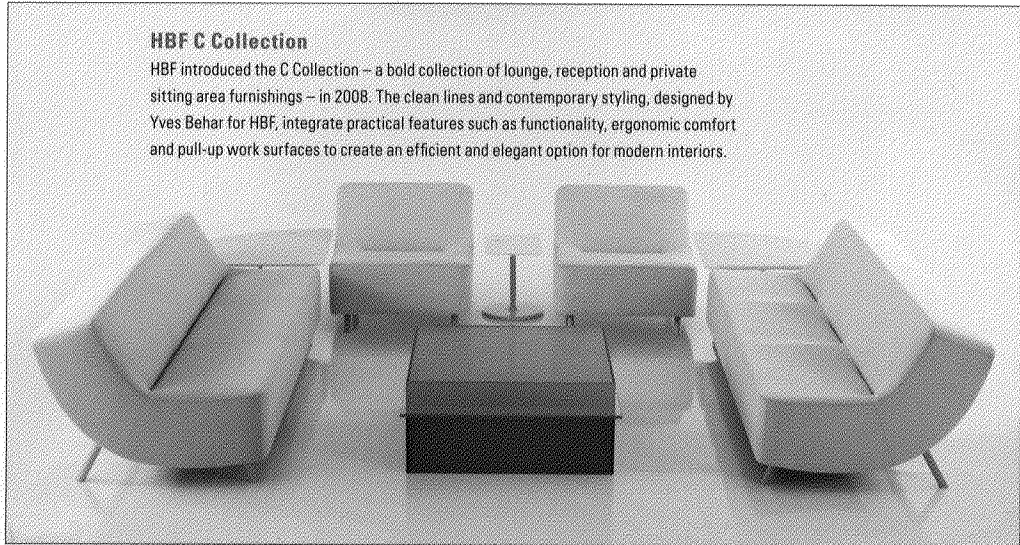 HBF C Collection
HBF introduced the C Collection – a bold collection of lounge, reception and private
sitting area furnishings – in 2008. The clean lines and contemporary styling, designed by
Yves Behar for HBF, integrate practical features such as functionality, ergonomic comfort
and pull-up work surfaces to create an efficient and elegant option for modern interiors.